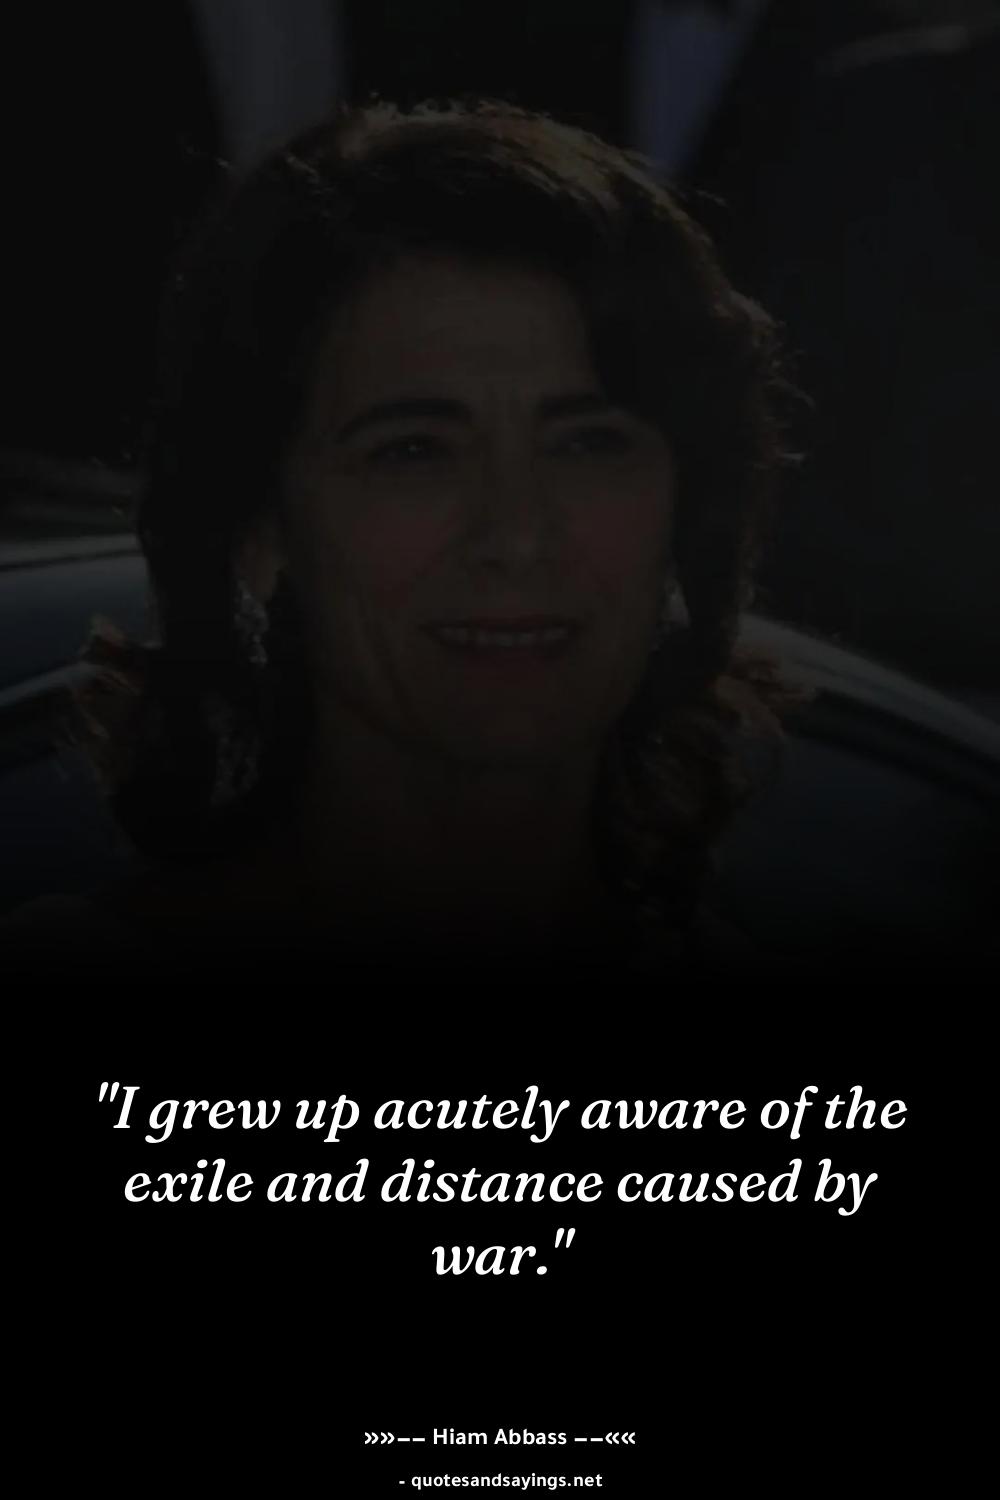 "I grew up acutely aware of the
exile and distance caused by
war."
»»–– Hiam Abbass ––««
- quotesandsayings.net